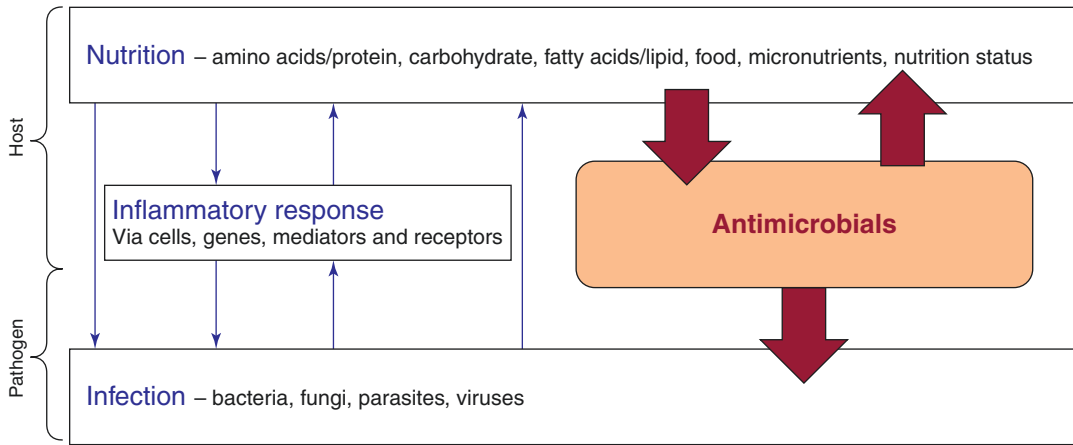 Host
Nutrition – amino acids/protein, carbohydrate, fatty acids/lipid, food, micronutrients, nutrition status
Inflammatory response
Via cells, genes, mediators and receptors
Antimicrobials
Pathogen
Infection – bacteria, fungi, parasites, viruses